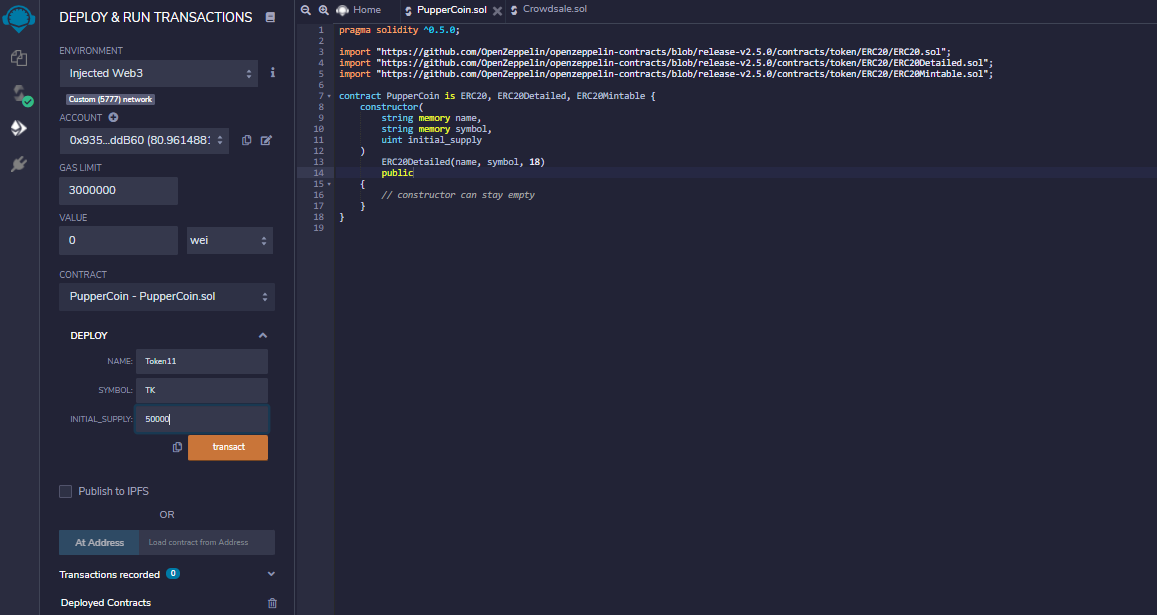 DEPLOY & RUN TRANSACTIONS
ENVIRONMENT
Injected Web3
i
Custom (5777) network
ACCOUNT
0x935...ddB60 (80.9614881
GAS LIMIT
3000000
VALUE
0
wei
CONTRACT
PupperCoin - PupperCoin.sol
DEPLOY
NAME:
Token11
SYMBOL:
TK
INITIAL_SUPPLY:
50000
transact
Publish to IPFS
OR
At Address
Load contract from Address
Transactions recorded 0
Deployed Contracts
Home
PupperCoin.sol
Crowdsale.sol
1 pragma solidity ^0.5.0;
2
3 import "https://github.com/OpenZeppelin/openzeppelin-contracts/blob/release-v2.5.0/contracts/token/ERC20/ERC20.sol";
4 import "https://github.com/OpenZeppelin/openzeppelin-contracts/blob/release-v2.5.0/contracts/token/ERC20/ERC20Detailed.sol";
5 import "https://github.com/OpenZeppelin/openzeppelin-contracts/blob/release-v2.5.0/contracts/token/ERC20/ERC20Mintable.sol";
6
7 contract PupperCoin is ERC20, ERC20Detailed, ERC20Mintable {
8 constructor(
9 string memory name,
10 string memory symbol,
11 uint initial_supply
12 )
13 ERC20Detailed(name, symbol, 18)
14 public
15 {
16 // constructor can stay empty
17 }
18 }
19